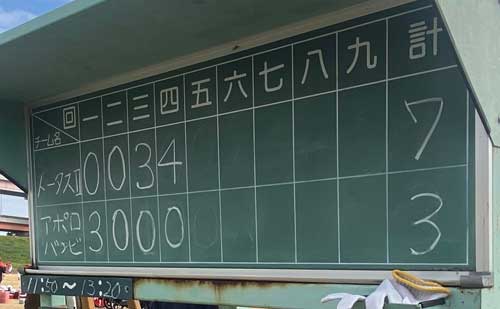 回 一 二 三 四 五 六 七 八 九 計
チーム名
メータスⅡ 0 0 3 4 7
アポロ
バンビ 3 0 0 0 3
11:50～13:20